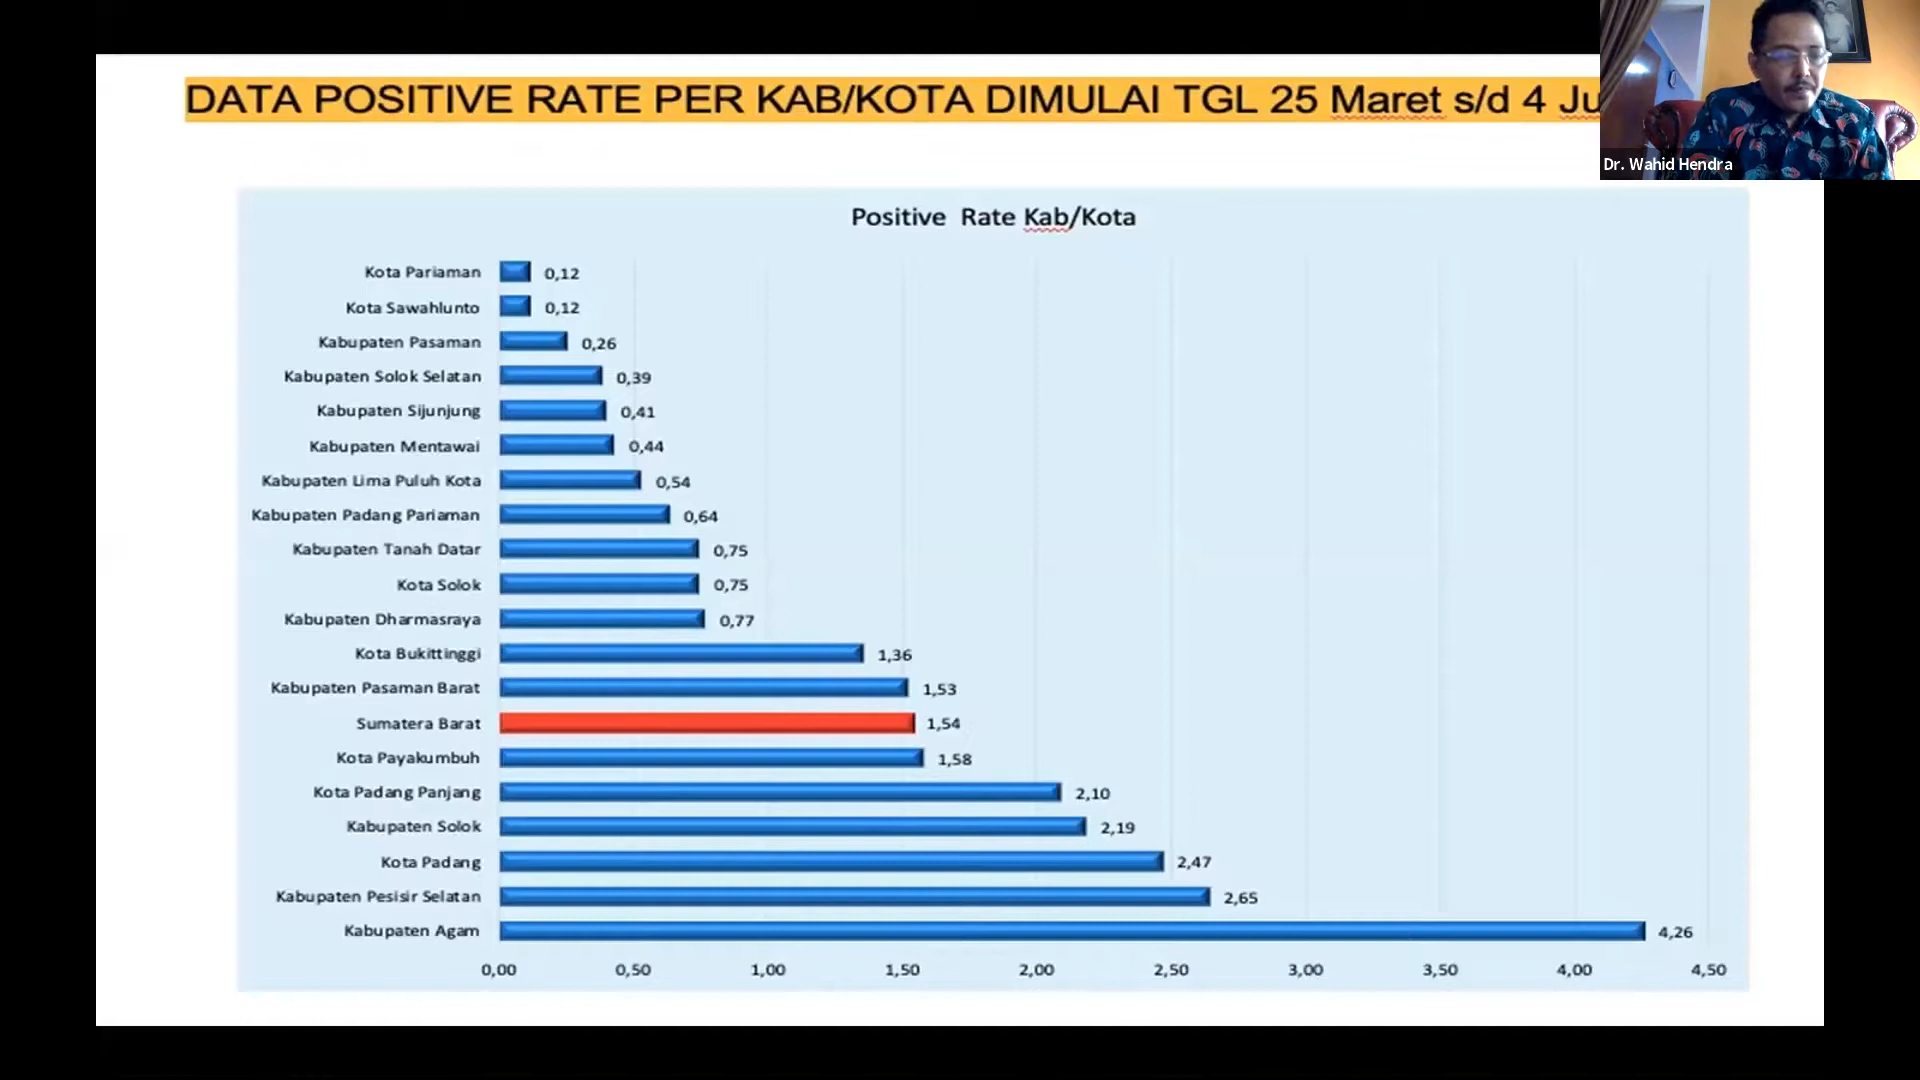 DATA POSITIVE RATE PER KAB/KOTA DIMULAI TGL 25 Maret s/d 4
Dr. Wahid Hendra
Positive Rate Kab/Kota
Kota Pariaman 0,12
Kota Sawahlunto 0,12
Kabupaten Pasaman 0,26
Kabupaten Solok Selatan 0,39
Kabupaten Sijunjung 0,41
Kabupaten Mentawai 0,44
Kabupaten Lima Puluh Kota 0,54
Kabupaten Padang Pariaman 0,64
Kabupaten Tanah Datar 0,75
Kota Solok 0,75
Kabupaten Dharmasraya 0,77
Kota Bukittinggi 1,36
Kabupaten Pasaman Barat 1,53
Sumatera Barat 1,54
Kota Payakumbuh 1,58
Kota Padang Panjang 2,10
Kabupaten Solok 2,19
Kota Padang 2,47
Kabupaten Pesisir Selatan 2,65
Kabupaten Agam 4,26
0,00 0,50 1,00 1,50 2,00 2,50 3,00 3,50 4,00 4,50